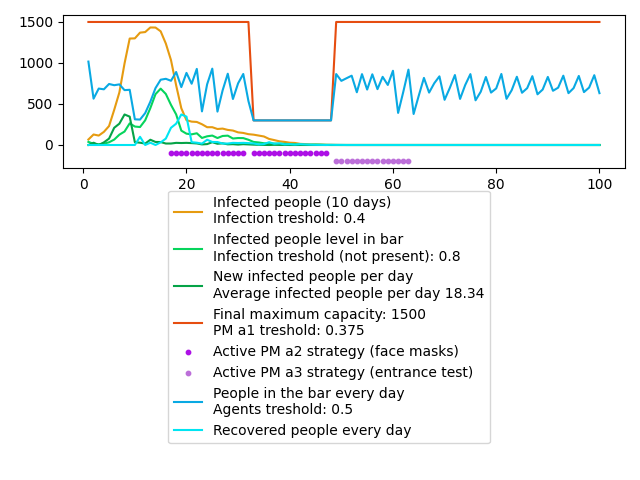 1500
1000
500
0
0
20
40
60
80
100
Infected people (10 days)
Infection treshold: 0.4
Infected people level in bar
Infection treshold (not present): 0.8
New infected people per day
Average infected people per day 18.34
Final maximum capacity: 1500
PM a1 treshold: 0.375
Active PM a2 strategy (face masks)
Active PM a3 strategy (entrance test)
People in the bar every day
Agents treshold: 0.5
Recovered people every day